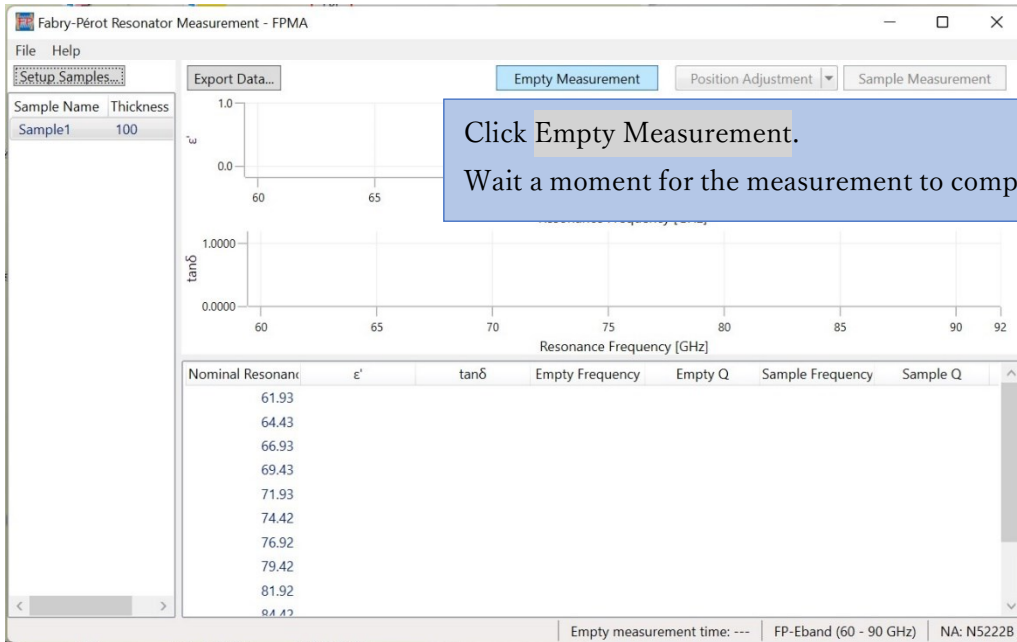 Fabry-Pérot Resonator Measurement - FPMA
File Help
Setup Samples...
Export Data...
Empty Measurement
Position Adjustment
Sample Measurement
Sample Name Thickness
Sample1 100
Click Empty Measurement.
Wait a moment for the measurement to comp
1.0
ε'
0.0
60 65
1.0000
tanδ
0.0000
60 65 70 75 80 85 90 92
Resonance Frequency [GHz]
Nominal Resonanc ε' tanδ Empty Frequency Empty Q Sample Frequency Sample Q
61.93
64.43
66.93
69.43
71.93
74.42
76.92
79.42
81.92
84.42
Empty measurement time: --- FP-Eband (60 - 90 GHz) NA: N5222B